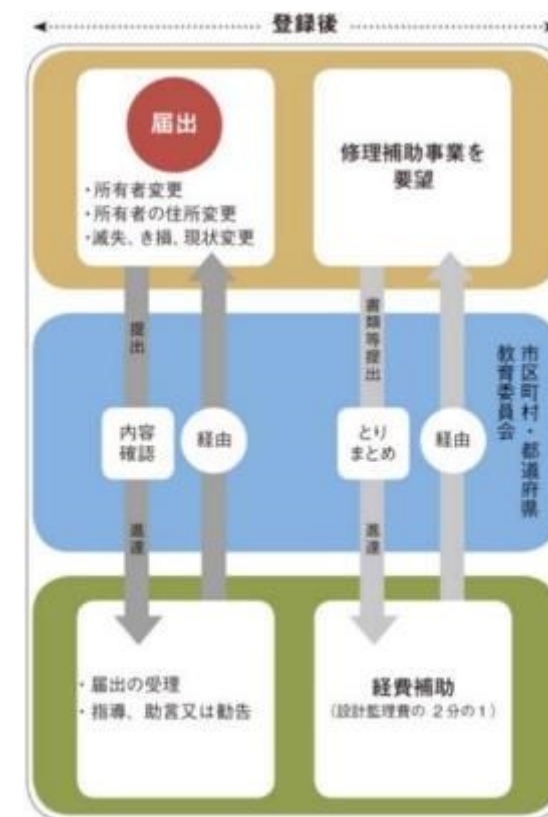 登録後
届出
・所有者変更
・所有者の住所変更
・滅失、き損、現状変更
修理補助事業を
要望
提出
書類等提出
市区町村・都道府県
教育委員会
内容
確認
経由
とり
まとめ
経由
進達
進達
・届出の受理
・指導、助言又は勧告
経費補助
(設計監理費の 2分の1)